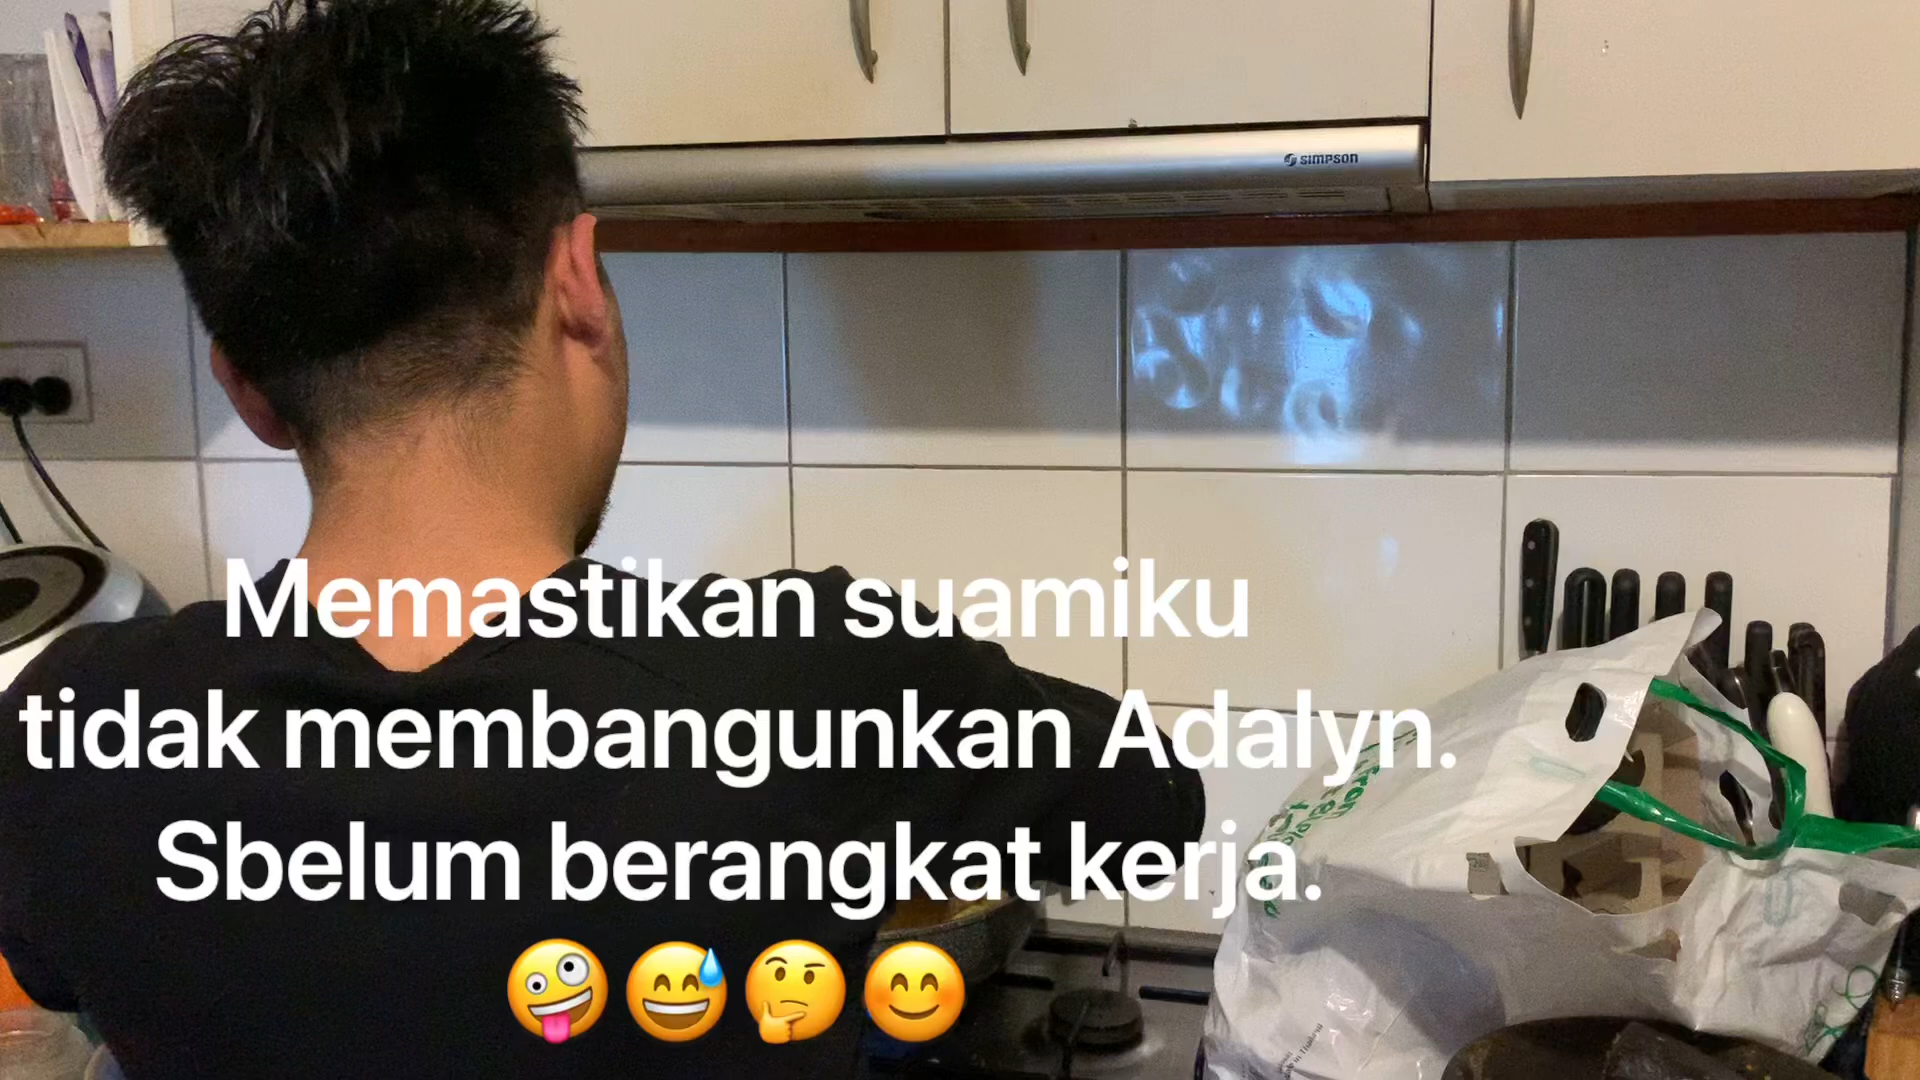 SIMPSON
Memastikan suamiku
tidak membangunkan Adalyn.
Sbelum berangkat kerja.
🤪😅🤔😊